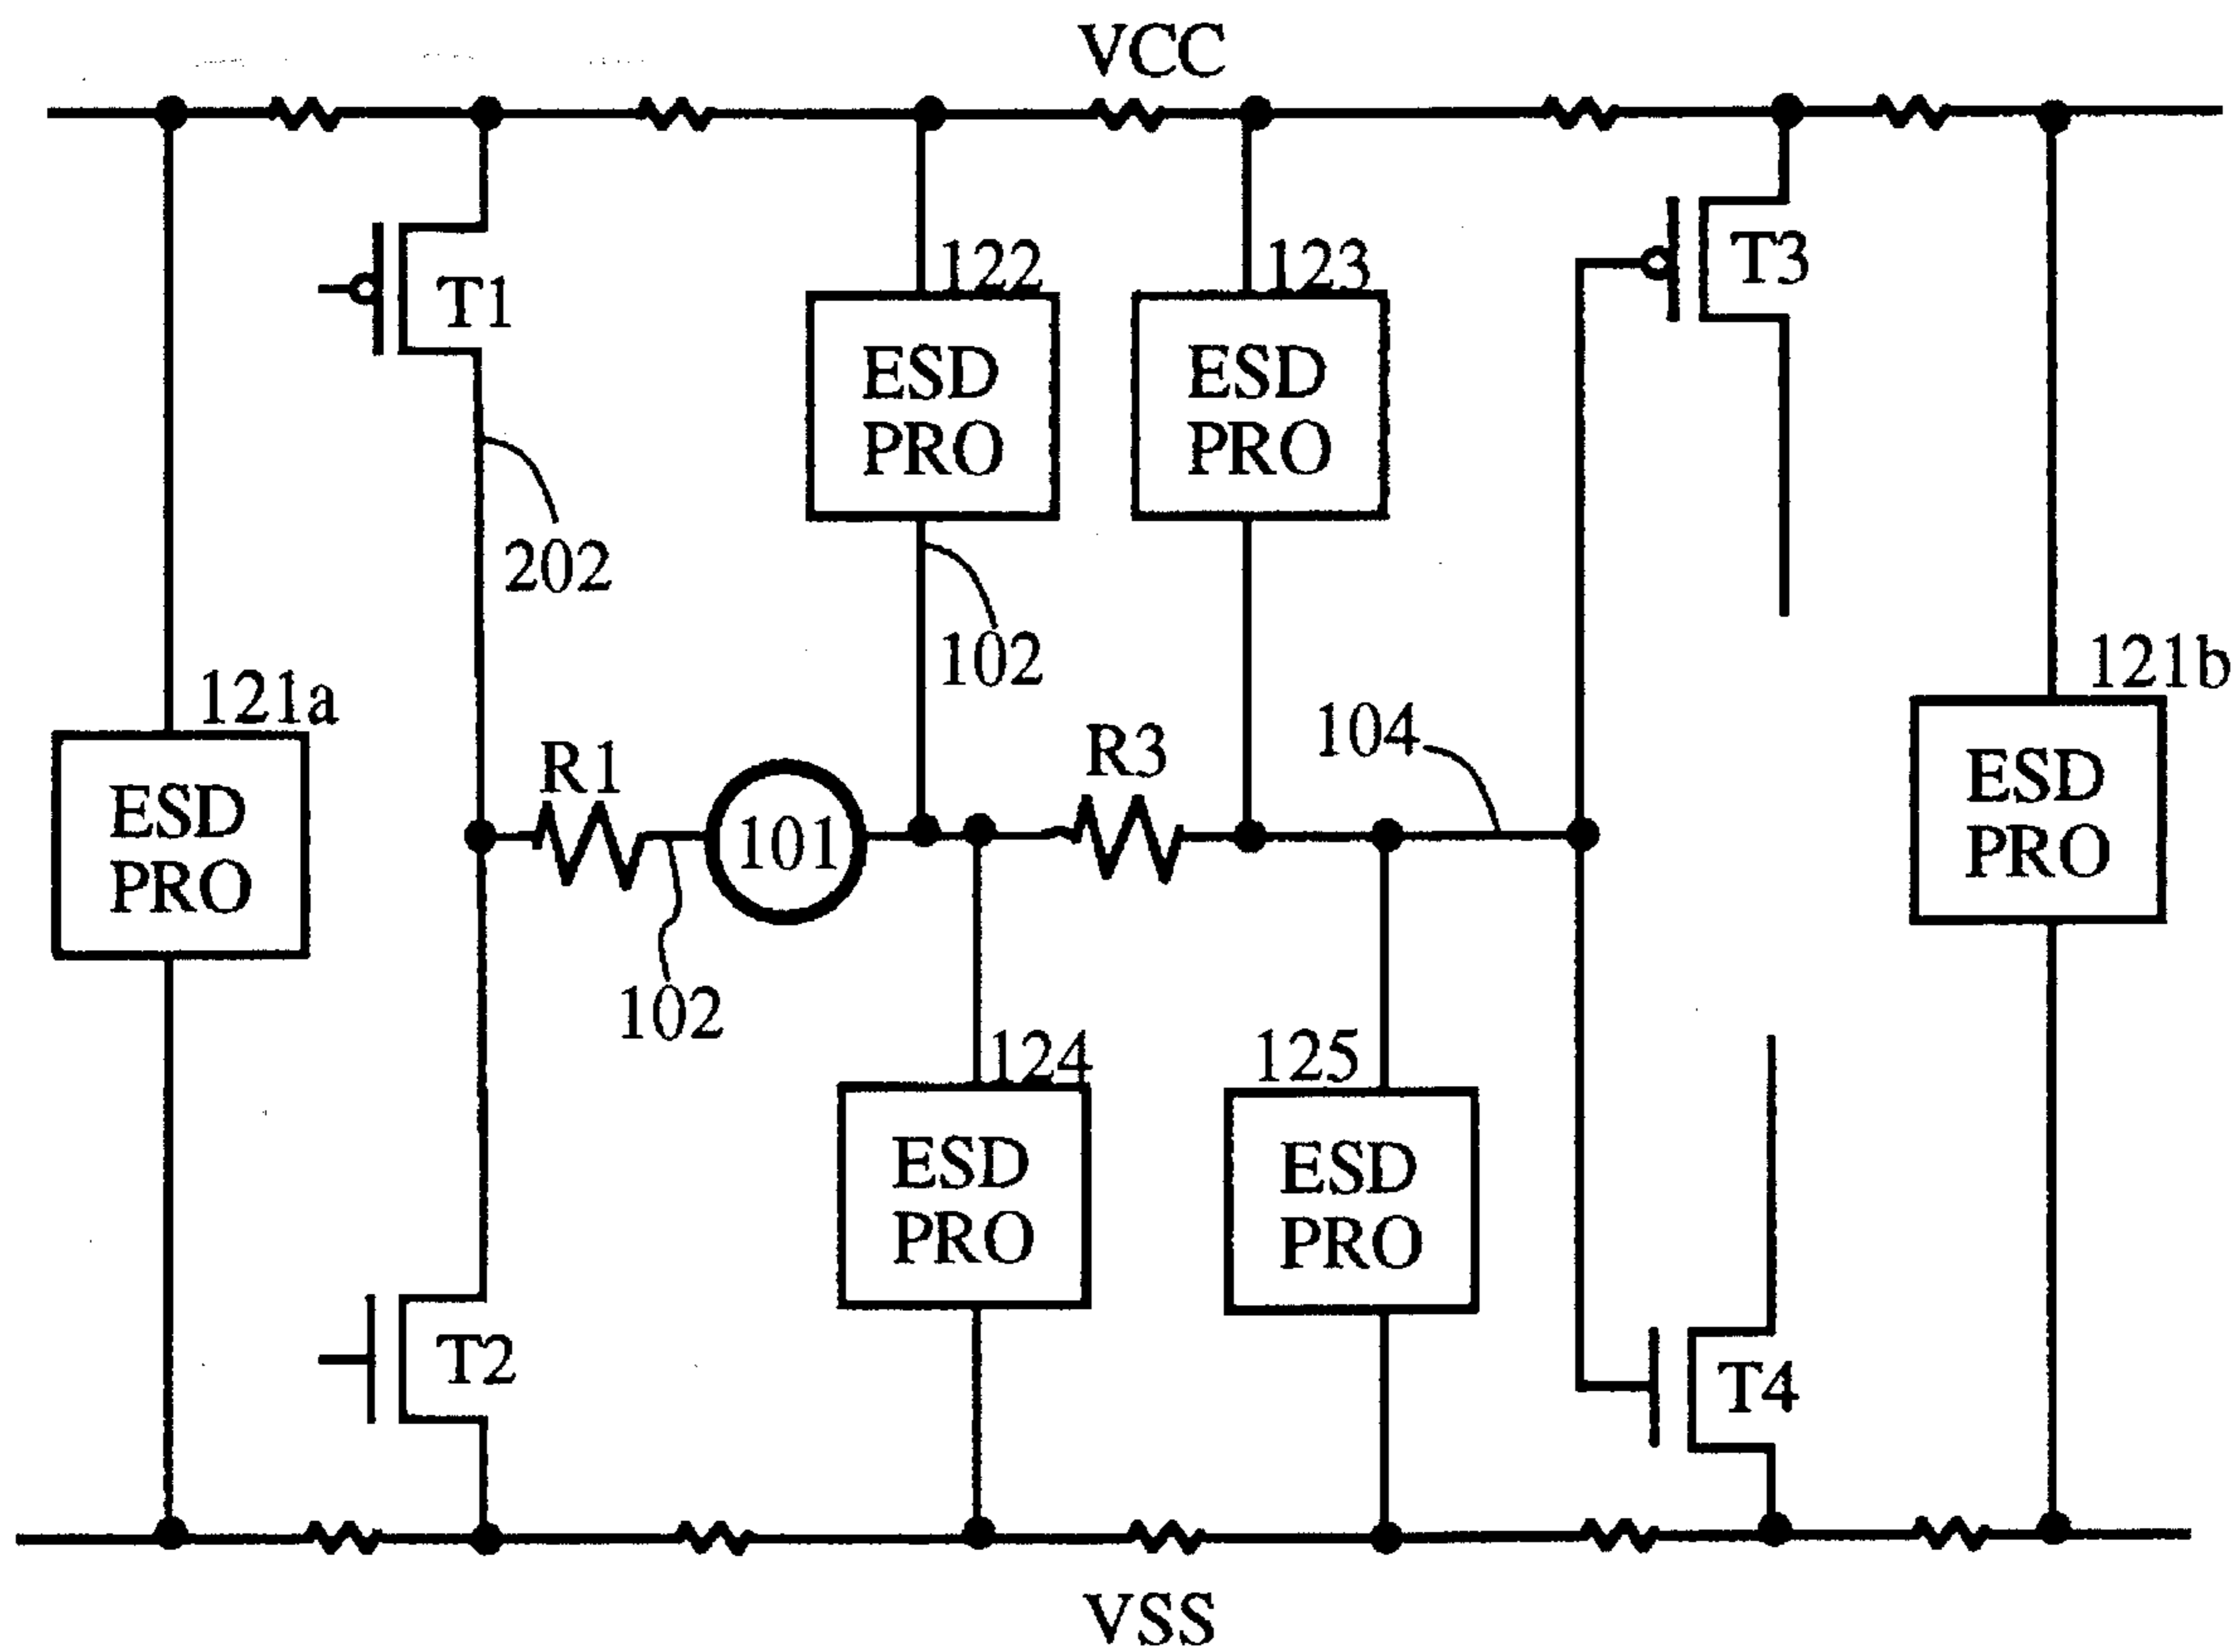 VCC
122
123
T3
T1
ESD
PRO
ESD
PRO
202
102
121b
121a
R1
R3
104
ESD
PRO
ESD
PRO
101
102
124
125
ESD
PRO
ESD
PRO
T2
T4
VSS